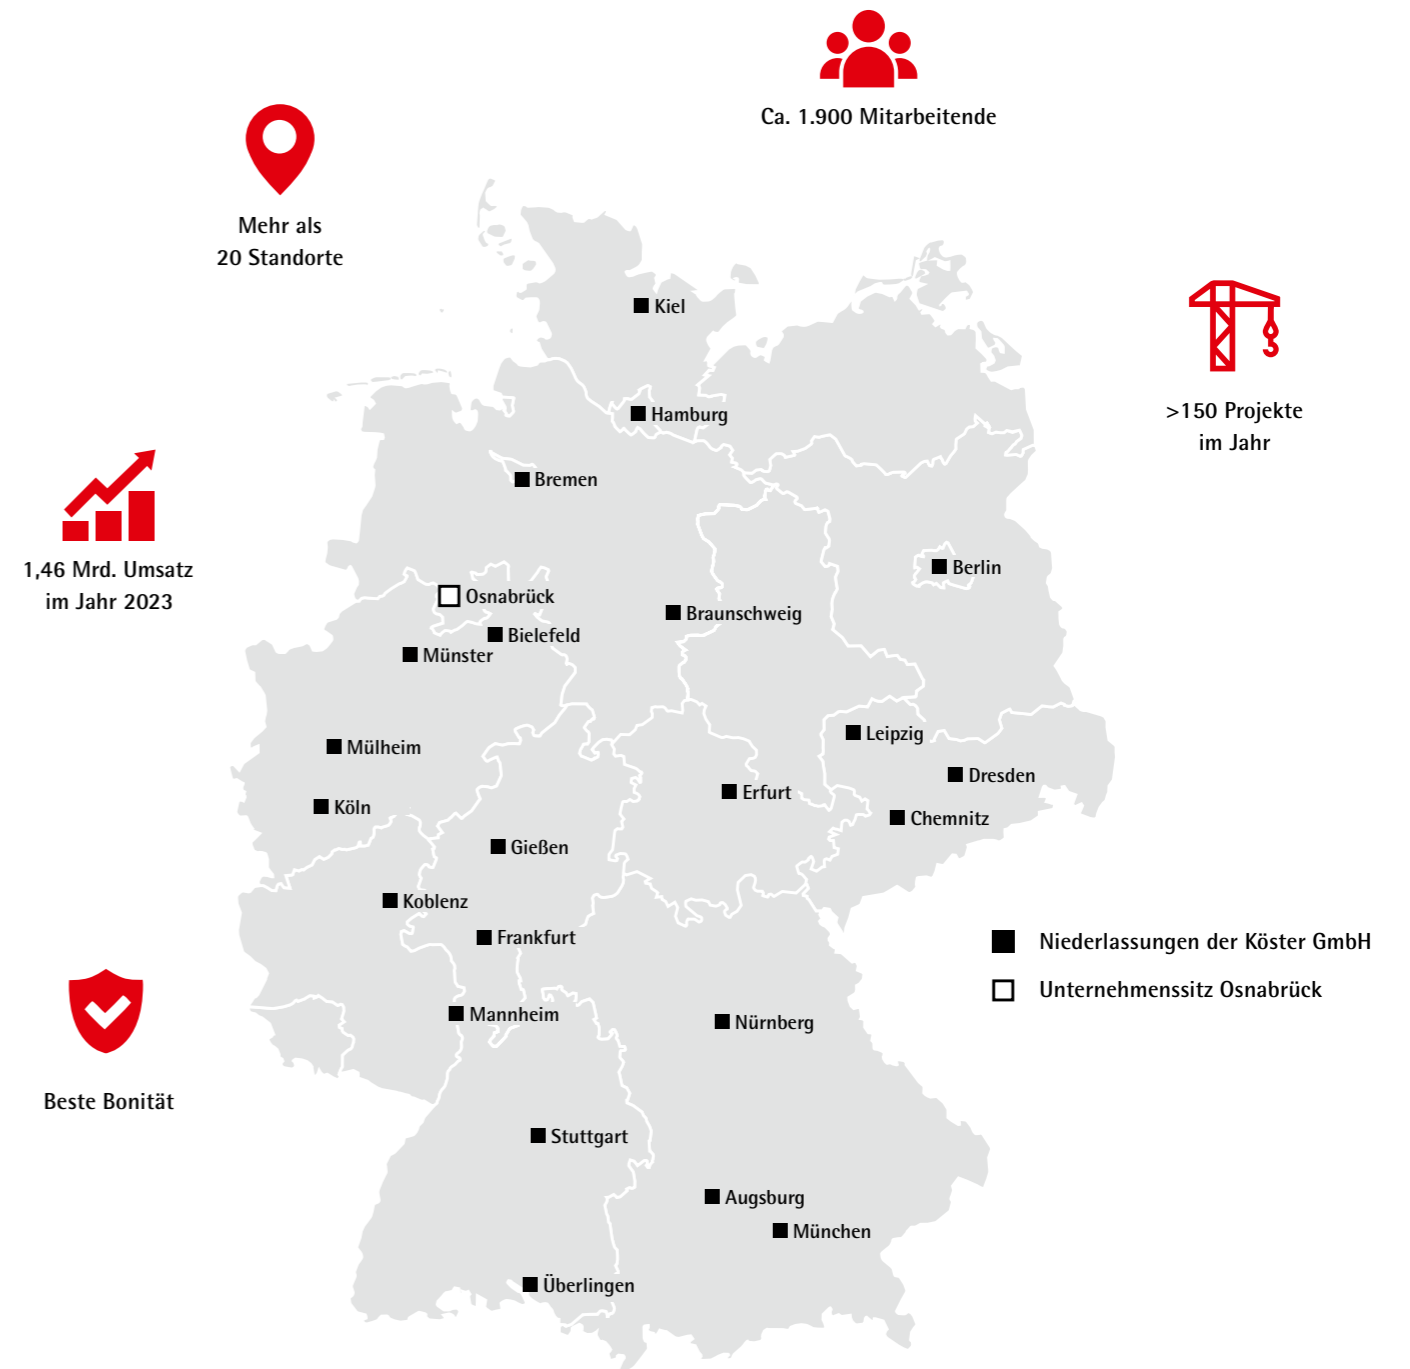 Ca. 1.900 Mitarbeitende
Mehr als
20 Standorte
Kiel
>150 Projekte
im Jahr
Hamburg
Bremen
1,46 Mrd. Umsatz
im Jahr 2023
Berlin
Osnabrück
Braunschweig
Bielefeld
Münster
Leipzig
Mülheim
Dresden
Erfurt
Köln
Chemnitz
Gießen
Koblenz
Frankfurt
Niederlassungen der Köster GmbH
Unternehmenssitz Osnabrück
Mannheim
Nürnberg
Beste Bonität
Stuttgart
Augsburg
München
Überlingen